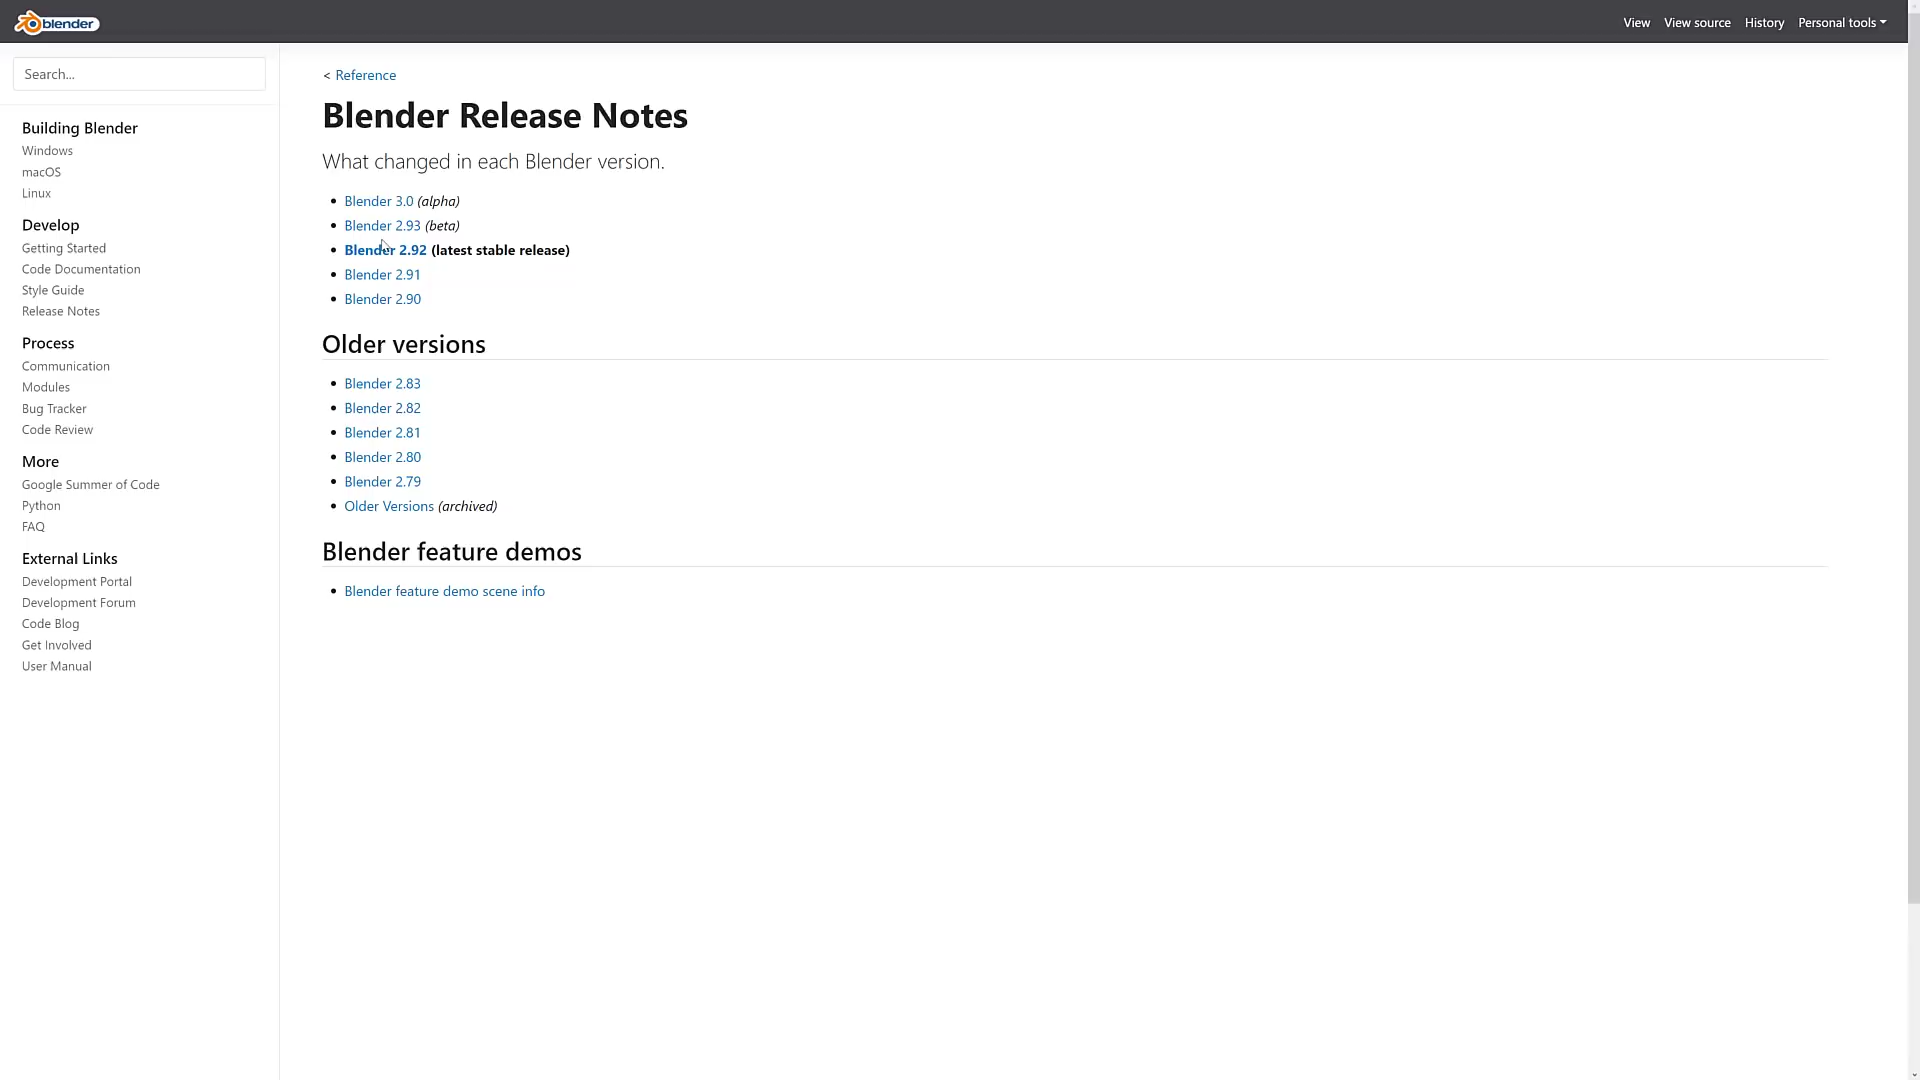 blender
View View source History Personal tools
Search...
Building Blender
Windows
macOS
Linux
Develop
Getting Started
Code Documentation
Style Guide
Release Notes
Process
Communication
Modules
Bug Tracker
Code Review
More
Google Summer of Code
Python
FAQ
External Links
Development Portal
Development Forum
Code Blog
Get Involved
User Manual
< Reference
Blender Release Notes
What changed in each Blender version.
Blender 3.0 (alpha)
Blender 2.93 (beta)
Blender 2.92 (latest stable release)
Blender 2.91
Blender 2.90
Older versions
Blender 2.83
Blender 2.82
Blender 2.81
Blender 2.80
Blender 2.79
Older Versions (archived)
Blender feature demos
Blender feature demo scene info